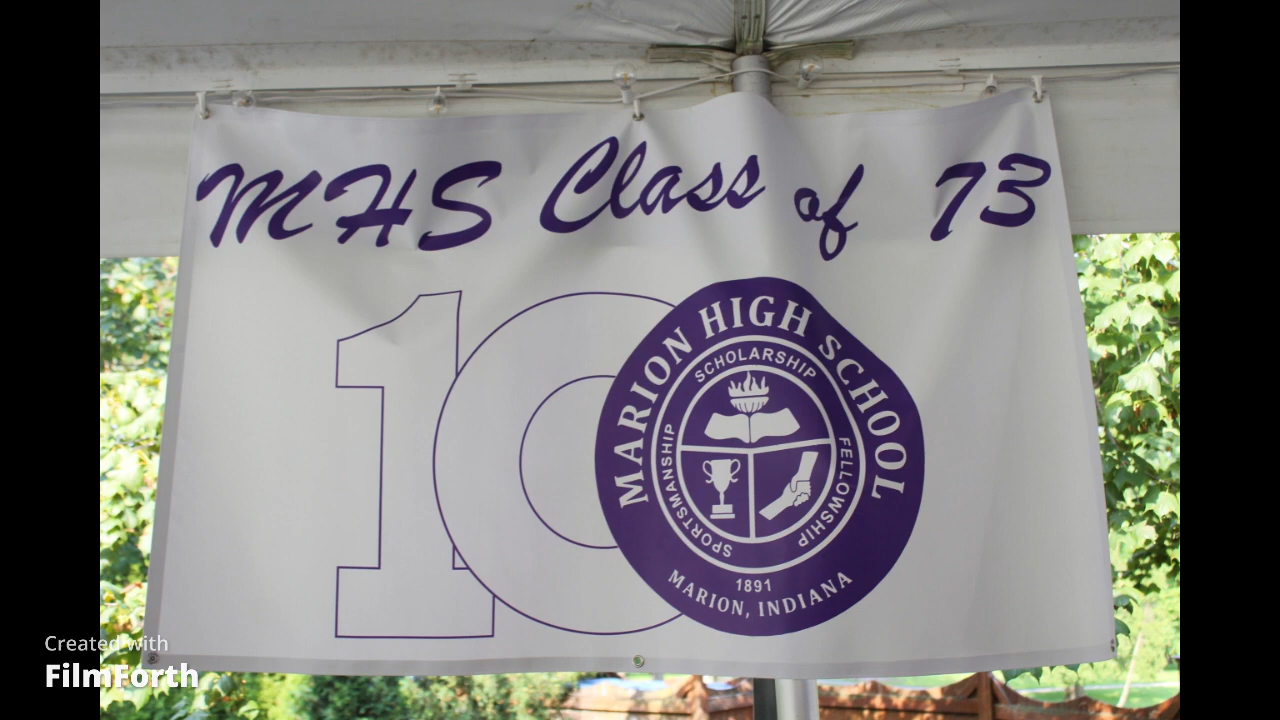 MHS Class of 73
10
MARION HIGH SCHOOL
SCHOLARSHIP
SPORTSMANSHIP
FELLOWSHIP
1891
MARION, INDIANA
Created with
FilmForth